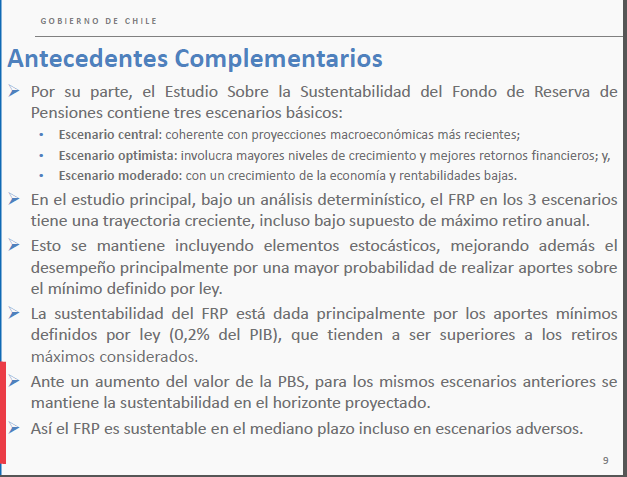 GOBIERNO DE CHILE
Antecedentes Complementarios
➢ Por su parte, el Estudio Sobre la Sustentabilidad del Fondo de Reserva de
Pensiones contiene tres escenarios básicos:
• Escenario central: coherente con proyecciones macroeconómicas más recientes;
• Escenario optimista: involucra mayores niveles de crecimiento y mejores retornos financieros; y,
• Escenario moderado: con un crecimiento de la economía y rentabilidades bajas.
➢ En el estudio principal, bajo un análisis determinístico, el FRP en los 3 escenarios
tiene una trayectoria creciente, incluso bajo supuesto de máximo retiro anual.
➢ Esto se mantiene incluyendo elementos estocásticos, mejorando además el
desempeño principalmente por una mayor probabilidad de realizar aportes sobre
el mínimo definido por ley.
➢ La sustentabilidad del FRP está dada principalmente por los aportes mínimos
definidos por ley (0,2% del PIB), que tienden a ser superiores a los retiros
máximos considerados.
➢ Ante un aumento del valor de la PBS, para los mismos escenarios anteriores se
mantiene la sustentabilidad en el horizonte proyectado.
➢ Así el FRP es sustentable en el mediano plazo incluso en escenarios adversos.
9